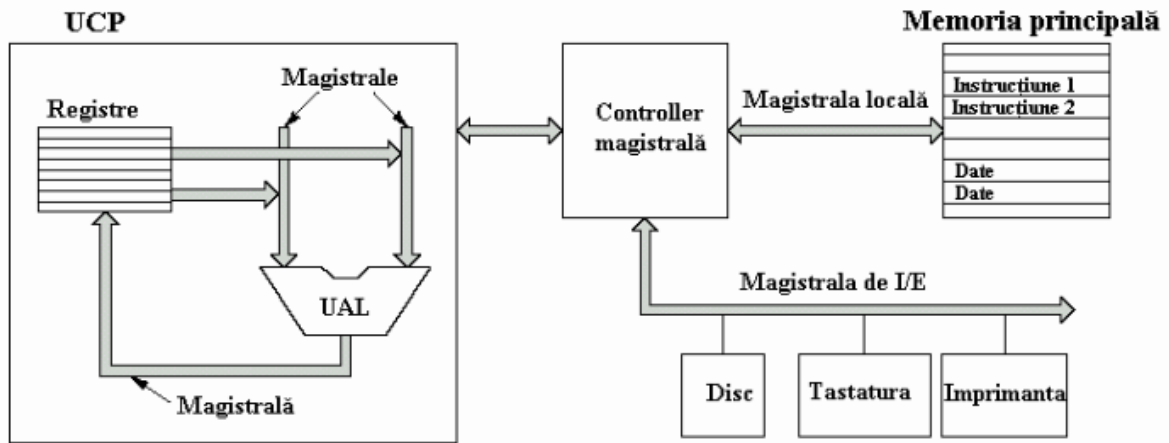 UCP
Memoria principală
Magistrale
Registre
UAL
Magistrală
Controller
magistrală
Magistrala locală
Instrucțiune 1
Instrucțiune 2
Date
Date
Magistrala de I/E
Disc
Tastatura
Imprimanta